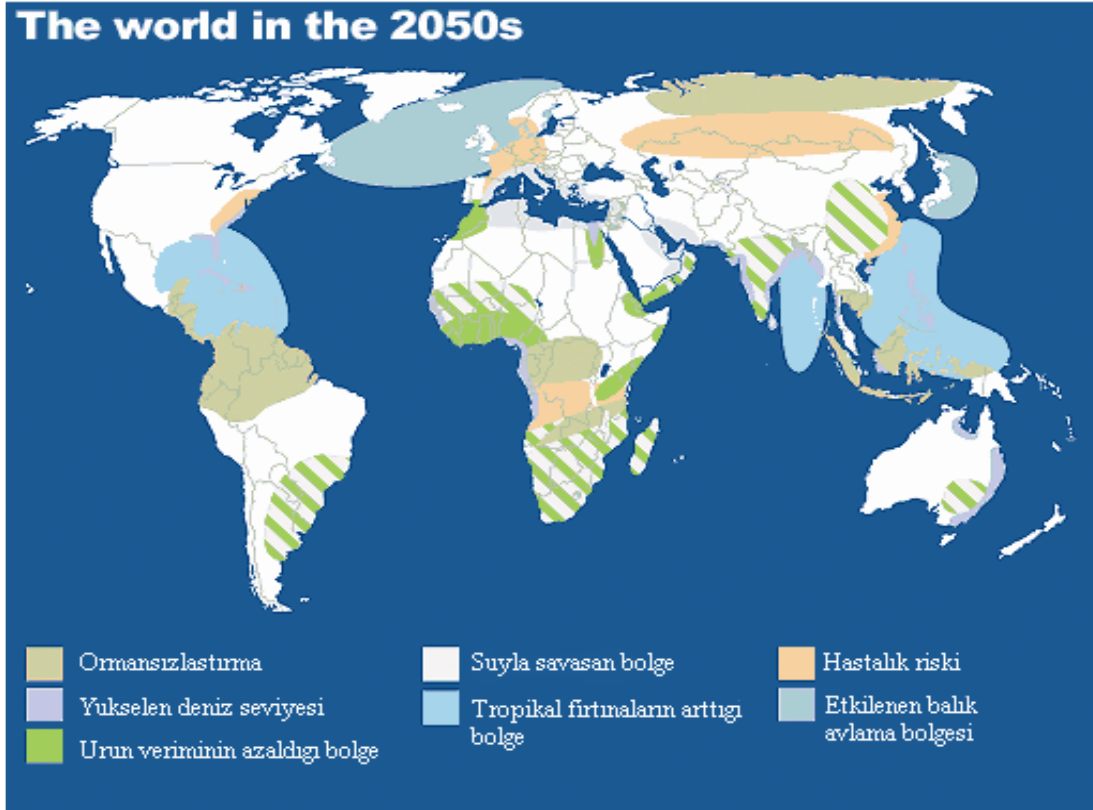 The world in the 2050s
Ormansızlastırma
Yukselen deniz seviyesi
Urun veriminin azaldıgı bolge
Suyla savasan bolge
Tropikal fırtınaların arttıgı
bolge
Hastalık riski
Etkilenen balık
avlama bolgesi